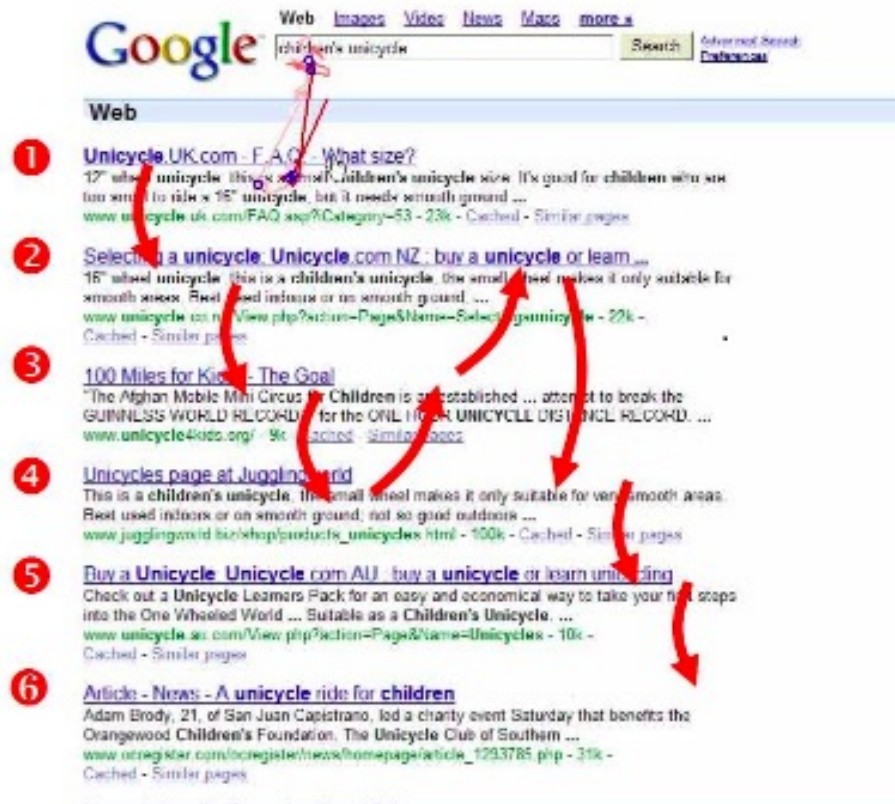 Web Images Video News Maps more »
Google children's unicycle Search Advanced Search
Preferences
Web
1 Unicycle.UK.com - F.A.Q. - What size?
12" wheel unicycle, this is a small Children's unicycle size. It's good for children who are
too small to ride a 16" unicycle, but it needs smooth ground ...
www.unicycle.uk.com/FAQ.asp?iCategory=53 - 23k - Cached - Similar pages
2 Selecting a unicycle: Unicycle.com NZ : buy a unicycle or learn ...
16" wheel unicycle, this is a children's unicycle, the small wheel makes it only suitable for
smooth areas. Best used indoors or on smooth ground, ...
www.unicycle.co.nz/View.php?action=Page&Name=Selectingaunicycle - 22k -
Cached - Similar pages
3 100 Miles for Kids - The Goal
"The Afghan Mobile Mini Circus for Children is an established ... attempt to break the
GUINNESS WORLD RECORD for the ONE HOUR UNICYCLE DISTANCE RECORD. ...
www.unicycle4kids.org/ - 9k - Cached - Similar pages
4 Unicycles page at Jugglingworld
This is a children's unicycle, the small wheel makes it only suitable for very smooth areas.
Best used indoors or on smooth ground; not so good outdoors ...
www.jugglingworld.biz/shop/products_unicycles.html - 100k - Cached - Similar pages
5 Buy a Unicycle: Unicycle.com AU : buy a unicycle or learn unicycling
Check out a Unicycle Learners Pack for an easy and economical way to take your first steps
into the One Wheeled World ... Suitable as a Children's Unicycle. ...
www.unicycle.au.com/View.php?action=Page&Name=Unicycles - 10k -
Cached - Similar pages
6 Article - News - A unicycle ride for children
Adam Brody, 21, of San Juan Capistrano, led a charity event Saturday that benefits the
Orangewood Children's Foundation. The Unicycle Club of Southern ...
www.ocregister.com/ocregister/news/homepage/article_1293785.php - 31k -
Cached - Similar pages